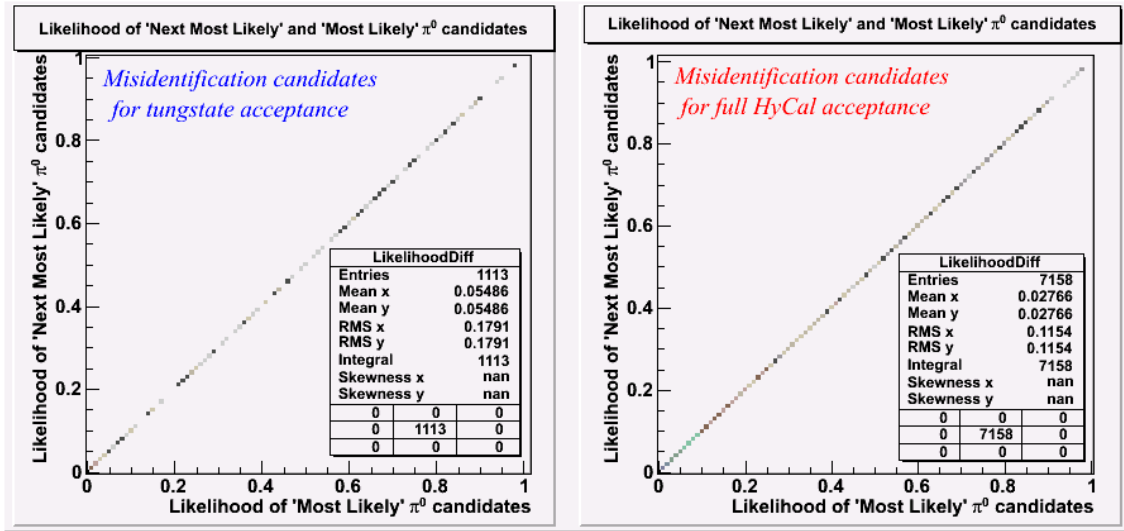 Likelihood of 'Next Most Likely' and 'Most Likely' π⁰ candidates
Likelihood of 'Next Most Likely' π⁰ candidates
1
0.8
0.6
0.4
0.2
0
Misidentification candidates
for tungstate acceptance
LikelihoodDiff
Entries 1113
Mean x 0.05486
Mean y 0.05486
RMS x 0.1791
RMS y 0.1791
Integral 1113
Skewness x nan
Skewness y nan
0 0 0
0 1113 0
0 0 0
0 0.2 0.4 0.6 0.8 1
Likelihood of 'Most Likely' π⁰ candidates
Likelihood of 'Next Most Likely' and 'Most Likely' π⁰ candidates
Likelihood of 'Next Most Likely' π⁰ candidates
1
0.8
0.6
0.4
0.2
0
Misidentification candidates
for full HyCal acceptance
LikelihoodDiff
Entries 7158
Mean x 0.02766
Mean y 0.02766
RMS x 0.1154
RMS y 0.1154
Integral 7158
Skewness x nan
Skewness y nan
0 0 0
0 7158 0
0 0 0
0 0.2 0.4 0.6 0.8 1
Likelihood of 'Most Likely' π⁰ candidates